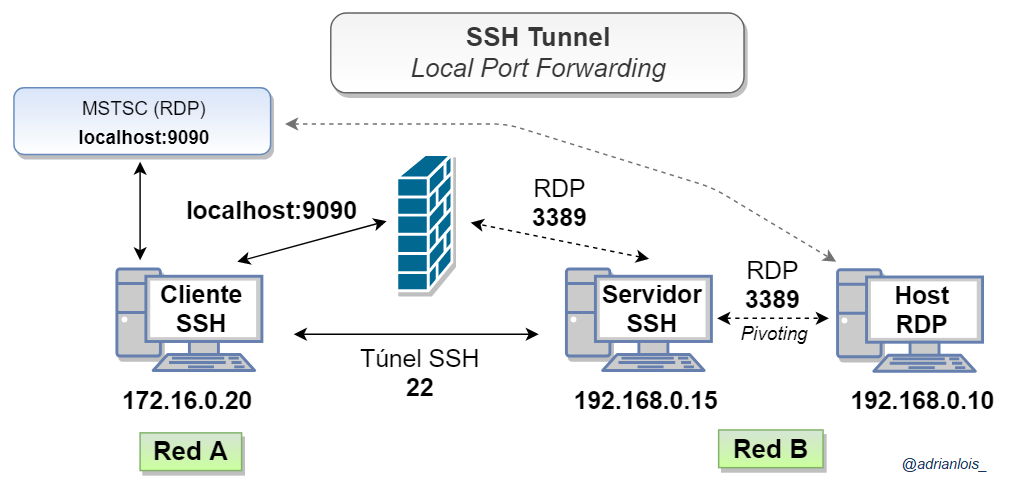 SSH Tunnel
Local Port Forwarding
MSTSC (RDP)
localhost:9090
localhost:9090
RDP
3389
Cliente
SSH
Servidor
SSH
RDP
3389
Pivoting
Host
RDP
Túnel SSH
22
172.16.0.20
192.168.0.15
192.168.0.10
Red A
Red B
@adrianlois_